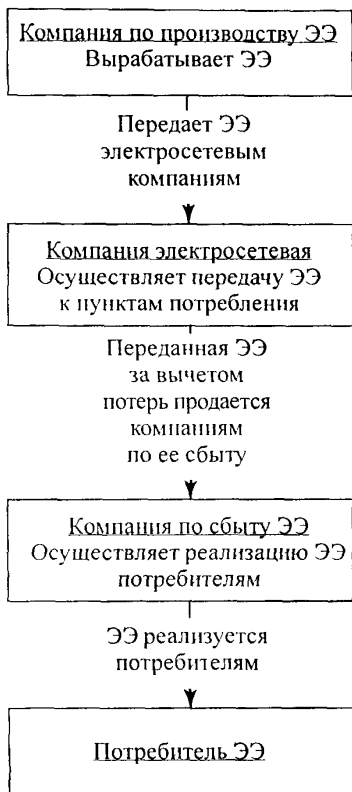 Компания по производству ЭЭ
Вырабатывает ЭЭ
Передает ЭЭ
электросетевым
компаниям
Компания электросетевая
Осуществляет передачу ЭЭ
к пунктам потребления
Переданная ЭЭ
за вычетом
потерь продается
компаниям
по ее сбыту
Компания по сбыту ЭЭ
Осуществляет реализацию ЭЭ
потребителям
ЭЭ реализуется
потребителям
Потребитель ЭЭ